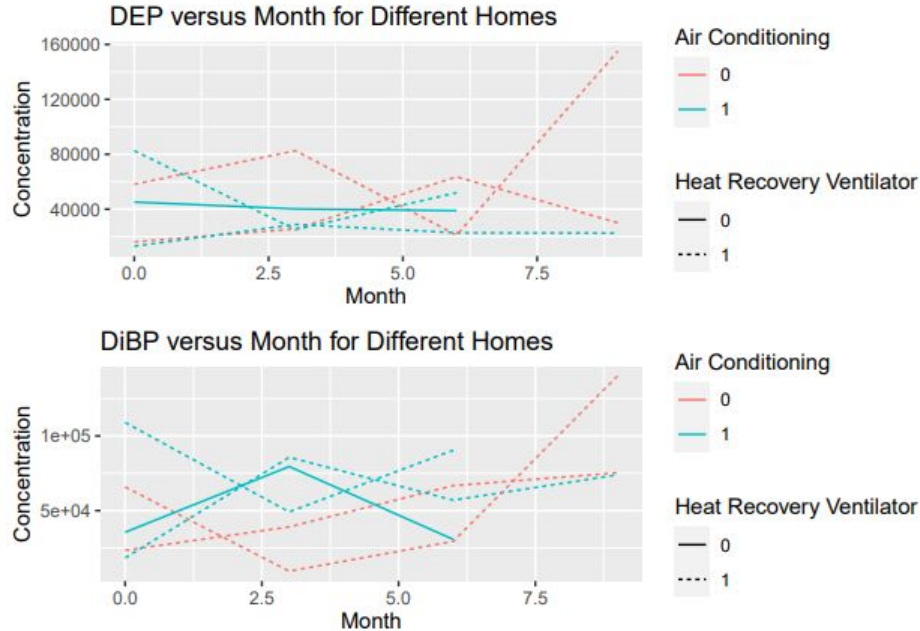 DEP versus Month for Different Homes
160000
120000
80000
40000
Concentration
0.0 2.5 5.0 7.5
Month
Air Conditioning
0
1
Heat Recovery Ventilator
0
1
DiBP versus Month for Different Homes
1e+05
5e+04
Concentration
0.0 2.5 5.0 7.5
Month
Air Conditioning
0
1
Heat Recovery Ventilator
0
1